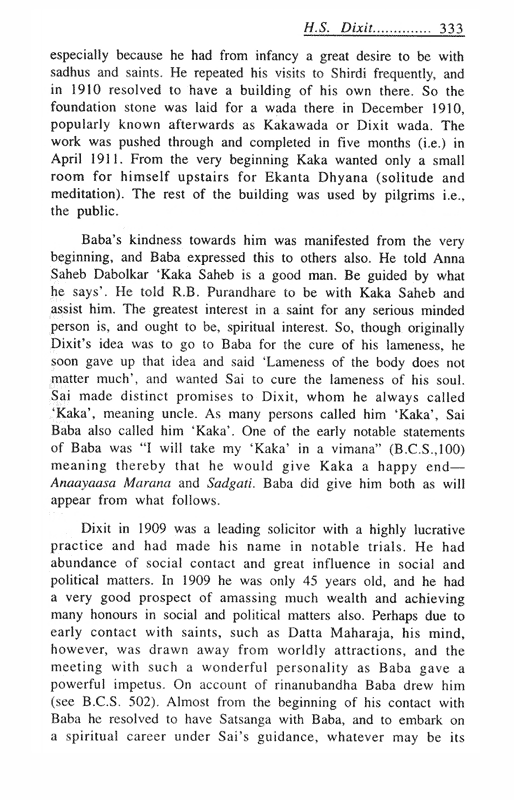 H.S. Dixit.............. 333
especially because he had from infancy a great desire to be with
sadhus and saints. He repeated his visits to Shirdi frequently, and
in 1910 resolved to have a building of his own there. So the
foundation stone was laid for a wada there in December 1910,
popularly known afterwards as Kakawada or Dixit wada. The
work was pushed through and completed in five months (i.e.) in
April 1911. From the very beginning Kaka wanted only a small
room for himself upstairs for Ekanta Dhyana (solitude and
meditation). The rest of the building was used by pilgrims i.e.,
the public.
Baba's kindness towards him was manifested from the very
beginning, and Baba expressed this to others also. He told Anna
Saheb Dabolkar ‘Kaka Saheb is a good man. Be guided by what
he says’. He told R.B. Purandhare to be with Kaka Saheb and
assist him. The greatest interest in a saint for any serious minded
person is, and ought to be, spiritual interest. So, though originally
Dixit's idea was to go to Baba for the cure of his lameness, he
soon gave up that idea and said ‘Lameness of the body does not
matter much’, and wanted Sai to cure the lameness of his soul.
Sai made distinct promises to Dixit, whom he always called
‘Kaka’, meaning uncle. As many persons called him ‘Kaka’, Sai
Baba also called him ‘Kaka’. One of the early notable statements
of Baba was “I will take my ‘Kaka’ in a vimana” (B.C.S.,100)
meaning thereby that he would give Kaka a happy end—
Anaayaasa Marana and Sadgati. Baba did give him both as will
appear from what follows.
Dixit in 1909 was a leading solicitor with a highly lucrative
practice and had made his name in notable trials. He had
abundance of social contact and great influence in social and
political matters. In 1909 he was only 45 years old, and he had
a very good prospect of amassing much wealth and achieving
many honours in social and political matters also. Perhaps due to
early contact with saints, such as Datta Maharaja, his mind,
however, was drawn away from worldly attractions, and the
meeting with such a wonderful personality as Baba gave a
powerful impetus. On account of rinanubandha Baba drew him
(see B.C.S. 502). Almost from the beginning of his contact with
Baba he resolved to have Satsanga with Baba, and to embark on
a spiritual career under Sai's guidance, whatever may be its